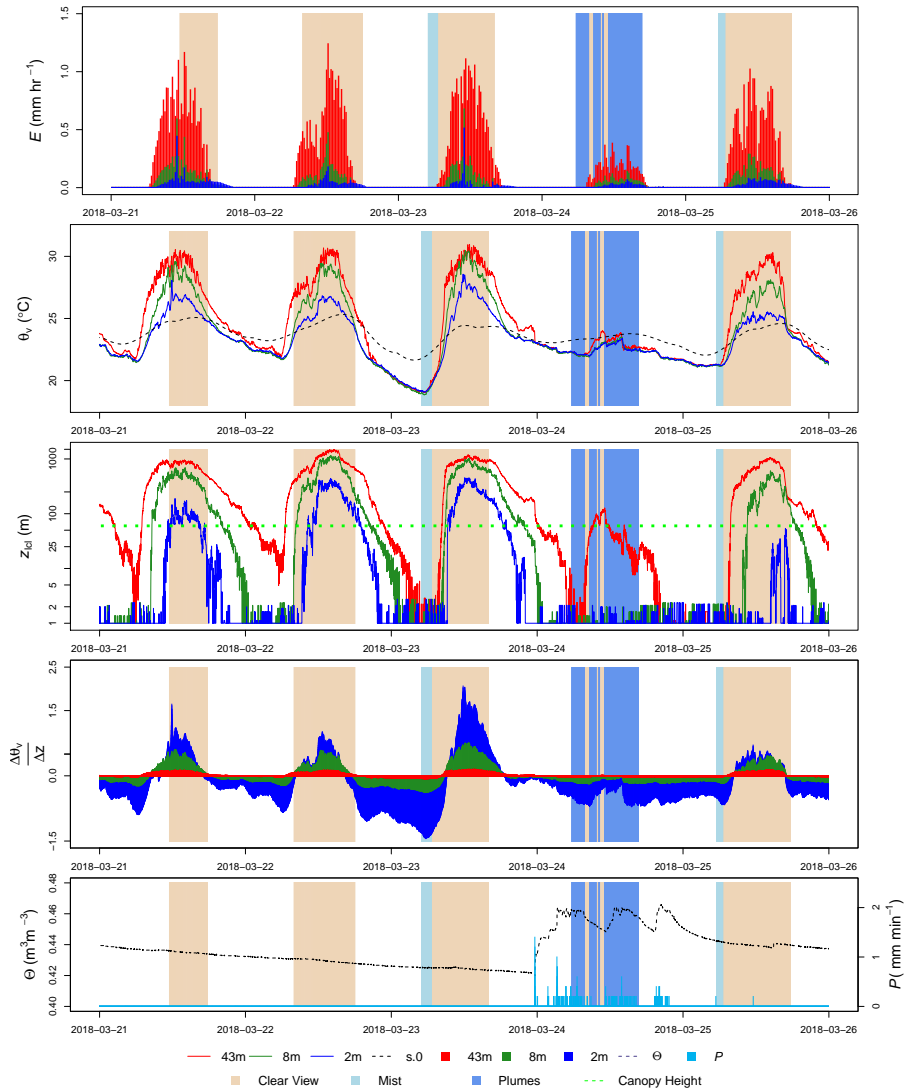 1.5
1.0
0.5
0.0
E (mm hr −1)
2018−03−21 2018−03−22 2018−03−23 2018−03−24 2018−03−25 2018−03−26
30
25
20
θv (°C)
2018−03−21 2018−03−22 2018−03−23 2018−03−24 2018−03−25 2018−03−26
1000
100
25
5
2
1
zlcl (m)
2018−03−21 2018−03−22 2018−03−23 2018−03−24 2018−03−25 2018−03−26
2.5
1.5
0.0
−1.5
Δθv
Δz
2018−03−21 2018−03−22 2018−03−23 2018−03−24 2018−03−25 2018−03−26
0.48
0.46
0.44
0.42
0.40
Θ (m3m −3)
2
1
0
P( mm min−1)
2018−03−21 2018−03−22 2018−03−23 2018−03−24 2018−03−25 2018−03−26
43m 8m 2m s.0 43m 8m 2m Θ P
Clear View Mist Plumes Canopy Height